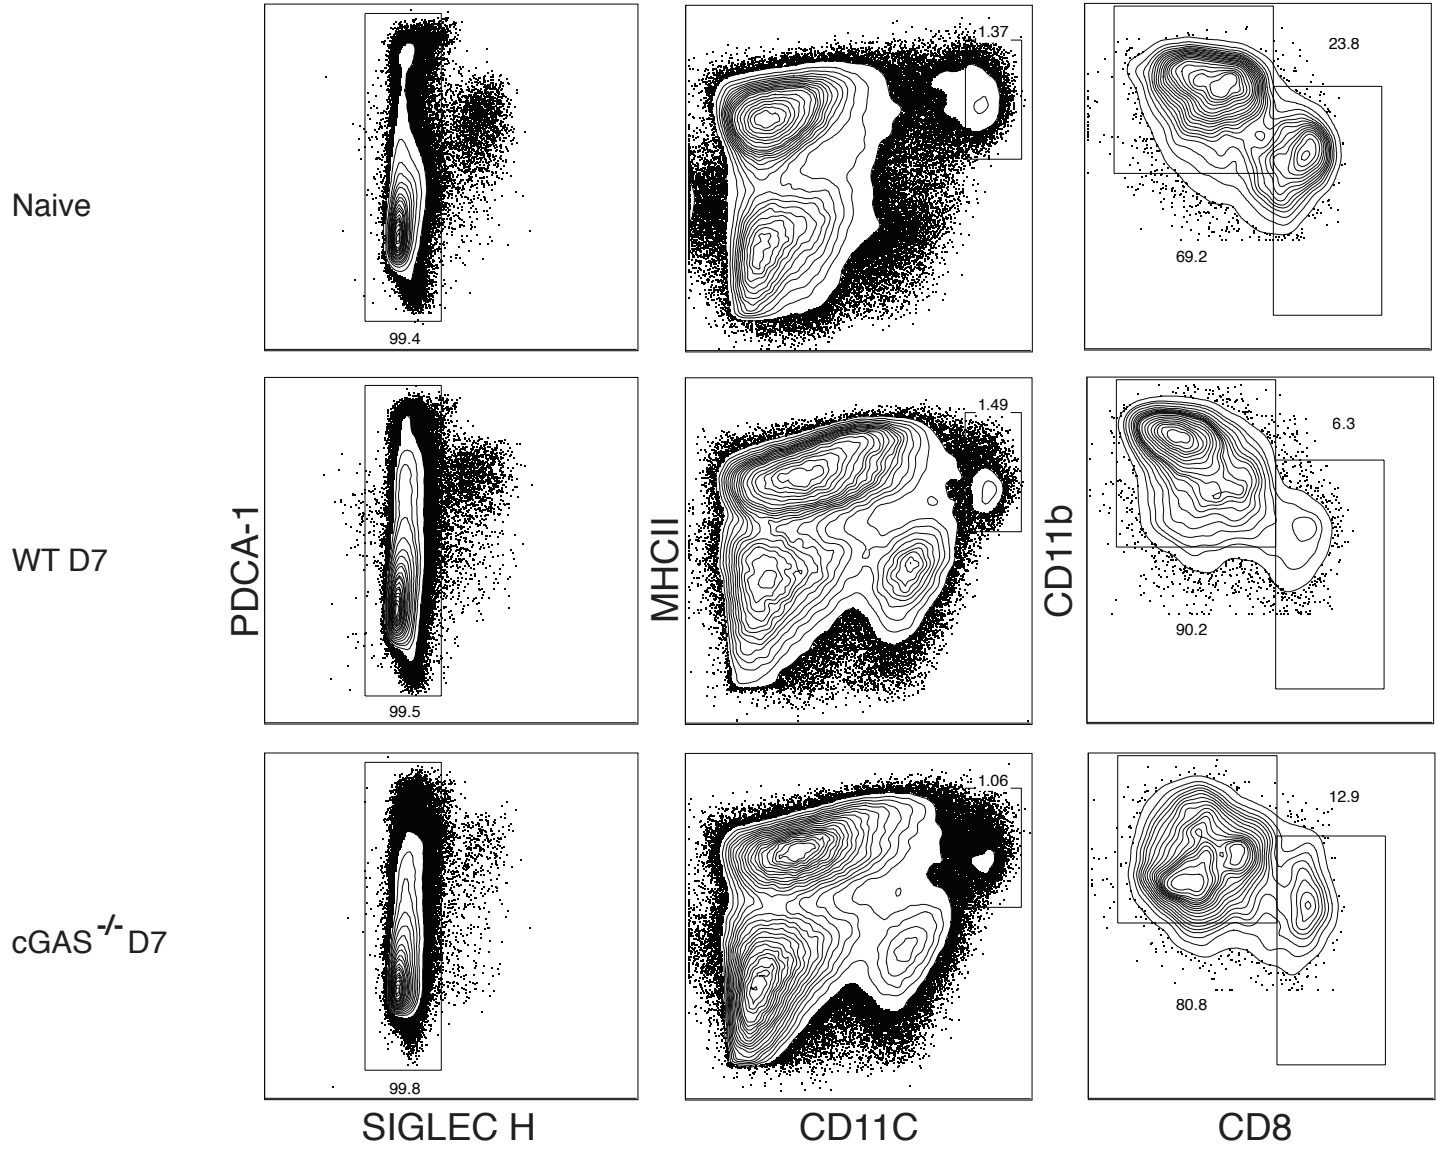 1.37
23.8
Naive
69.2
99.4
1.49
6.3
WT D7
PDCA-1
MHCII
CD11b
90.2
99.5
1.06
12.9
cGAS-/- D7
80.8
99.8
SIGLEC H
CD11C
CD8